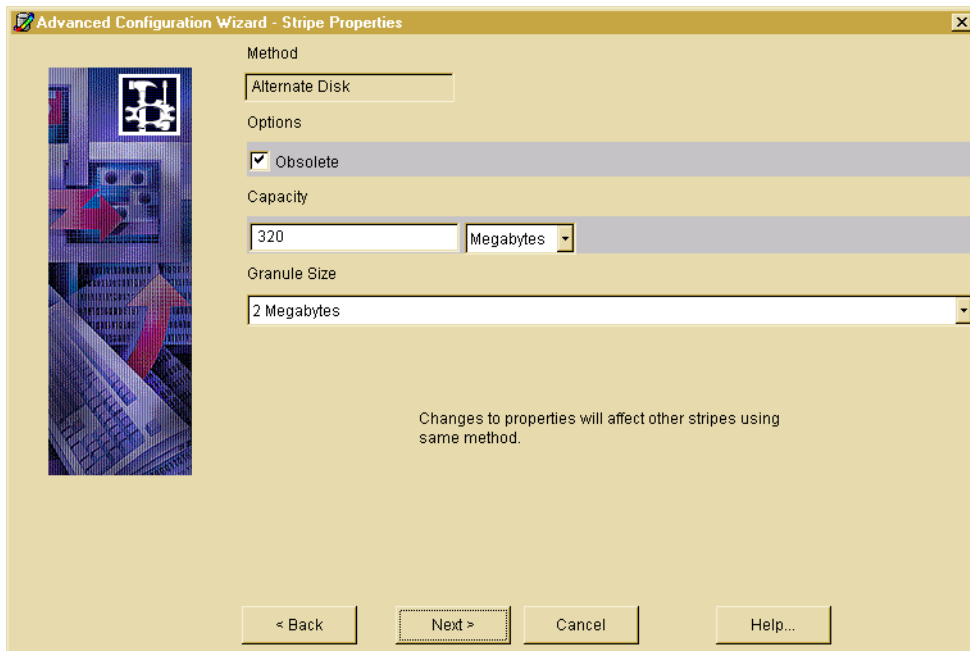 Advanced Configuration Wizard - Stripe Properties
Method
Alternate Disk
Options
Obsolete
Capacity
320 Megabytes
Granule Size
2 Megabytes
Changes to properties will affect other stripes using
same method.
< Back Next > Cancel Help...